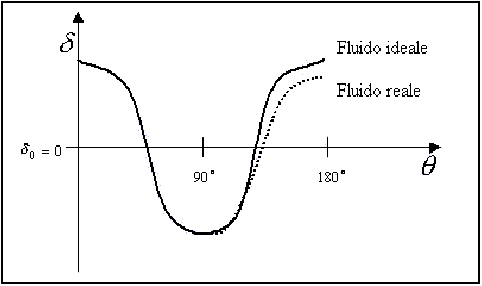 δ
Fluido ideale
Fluido reale
δ₀ = 0
90°
180°
θ